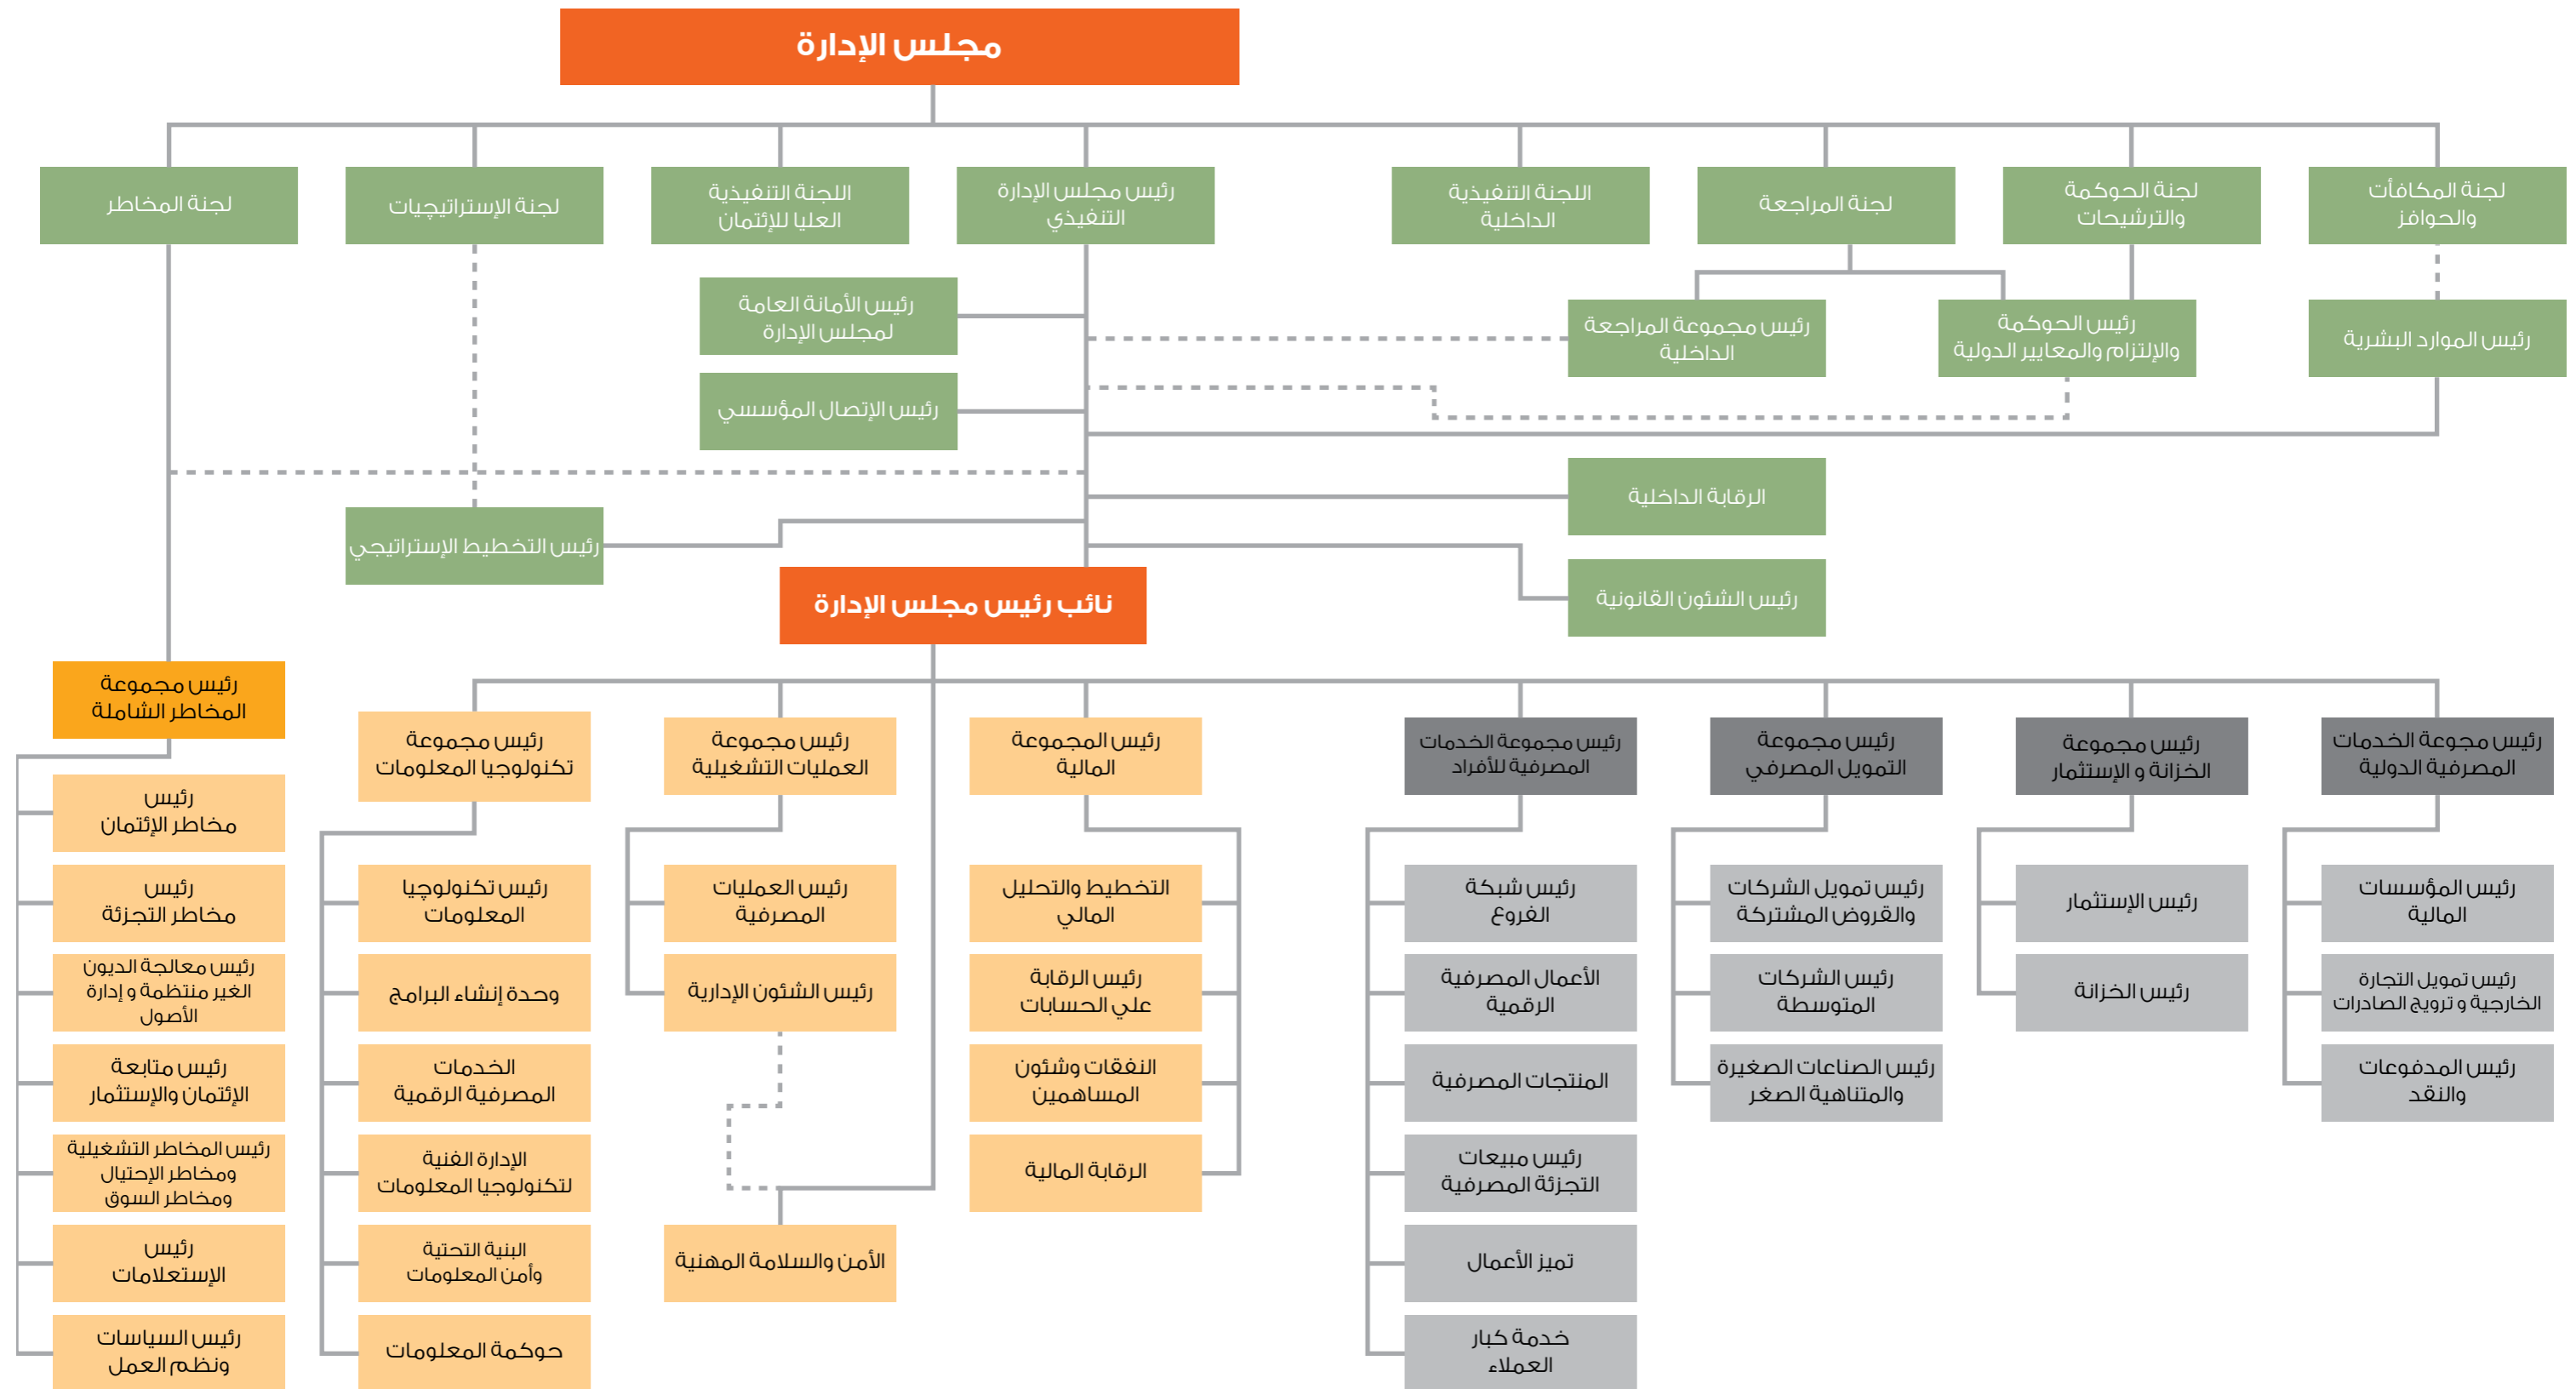 مجلس الإدارة
لجنة المكافأت
والحوافز
لجنة الحوكمة
والترشيحات
لجنة المراجعة
اللجنة التنفيذية
الداخلية
رئيس مجلس الإدارة
التنفيذي
اللجنة التنفيذية
العليا للإئتمان
لجنة الإستراتيچيات
لجنة المخاطر
رئيس الموارد البشرية
رئيس الحوكمة
والإلتزام والمعايير الدولية
رئيس مجموعة المراجعة
الداخلية
رئيس الأمانة العامة
لمجلس الإدارة
رئيس الإتصال المؤسسي
الرقابة الداخلية
رئيس التخطيط الإستراتيجي
رئيس الشئون القانونية
نائب رئيس مجلس الإدارة
رئيس مجوعة الخدمات
المصرفية الدولية
رئيس المؤسسات
المالية
رئيس تمويل التجارة
الخارجية و ترويج الصادرات
رئيس المدفوعات
والنقد
رئيس مجموعة
الخزانة و الإستثمار
رئيس الإستثمار
رئيس الخزانة
رئيس مجموعة
التمويل المصرفي
رئيس تمويل الشركات
والقروض المشتركة
رئيس الشركات
المتوسطة
رئيس الصناعات الصغيرة
والمتناهية الصغر
رئيس مجموعة الخدمات
المصرفية للأفراد
رئيس شبكة
الفروع
الأعمال المصرفية
الرقمية
المنتجات المصرفية
رئيس مبيعات
التجزئة المصرفية
تميز الأعمال
خدمة كبار
العملاء
رئيس المجموعة
المالية
التخطيط والتحليل
المالي
رئيس الرقابة
علي الحسابات
النفقات وشئون
المساهمين
الرقابة المالية
رئيس مجموعة
العمليات التشغيلية
رئيس العمليات
المصرفية
رئيس الشئون الإدارية
الأمن والسلامة المهنية
رئيس مجموعة
تكنولوجيا المعلومات
رئيس تكنولوچيا
المعلومات
وحدة إنشاء البرامج
الخدمات
المصرفية الرقمية
الإدارة الفنية
لتكنولوجيا المعلومات
البنية التحتية
وأمن المعلومات
حوكمة المعلومات
رئيس مجموعة
المخاطر الشاملة
رئيس
مخاطر الإئتمان
رئيس
مخاطر التجزئة
رئيس معالجة الديون
الغير منتظمة و إدارة
الأصول
رئيس متابعة
الإئتمان والإستثمار
رئيس المخاطر التشغيلية
ومخاطر الإحتيال
ومخاطر السوق
رئيس
الإستعلامات
رئيس السياسات
ونظم العمل